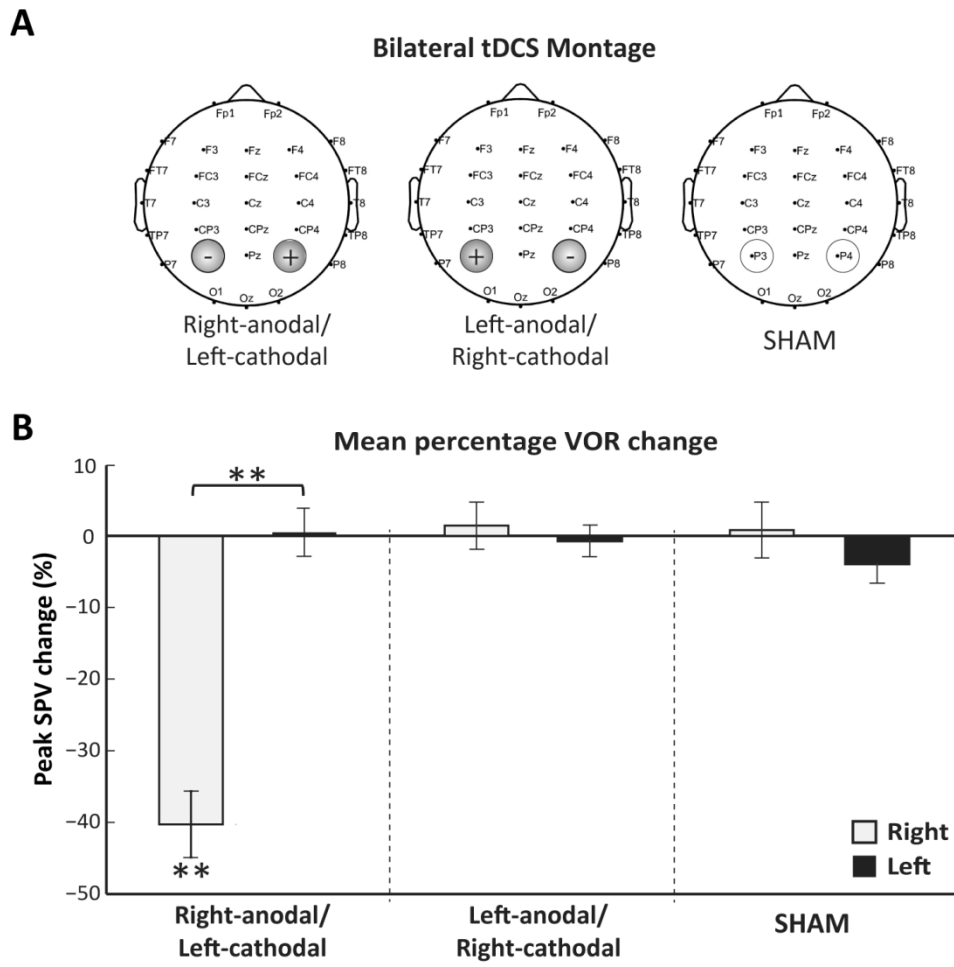 A
Bilateral tDCS Montage
Fp1 Fp2
F7 F3 Fz F4 F8
FT7 FC3 FCz FC4 FT8
T7 C3 Cz C4 T8
TP7 CP3 CPz CP4 TP8
P7 - Pz + P8
O1 Oz O2
Right-anodal/
Left-cathodal
Fp1 Fp2
F7 F3 Fz F4 F8
FT7 FC3 FCz FC4 FT8
T7 C3 Cz C4 T8
TP7 CP3 CPz CP4 TP8
P7 + Pz - P8
O1 Oz O2
Left-anodal/
Right-cathodal
Fp1 Fp2
F7 F3 Fz F4 F8
FT7 FC3 FCz FC4 FT8
T7 C3 Cz C4 T8
TP7 CP3 CPz CP4 TP8
P7 P3 Pz P4 P8
O1 Oz O2
SHAM
B
Mean percentage VOR change
Peak SPV change (%)
10
0
−10
−20
−30
−40
−50
**
**
Right
Left
Right-anodal/
Left-cathodal
Left-anodal/
Right-cathodal
SHAM